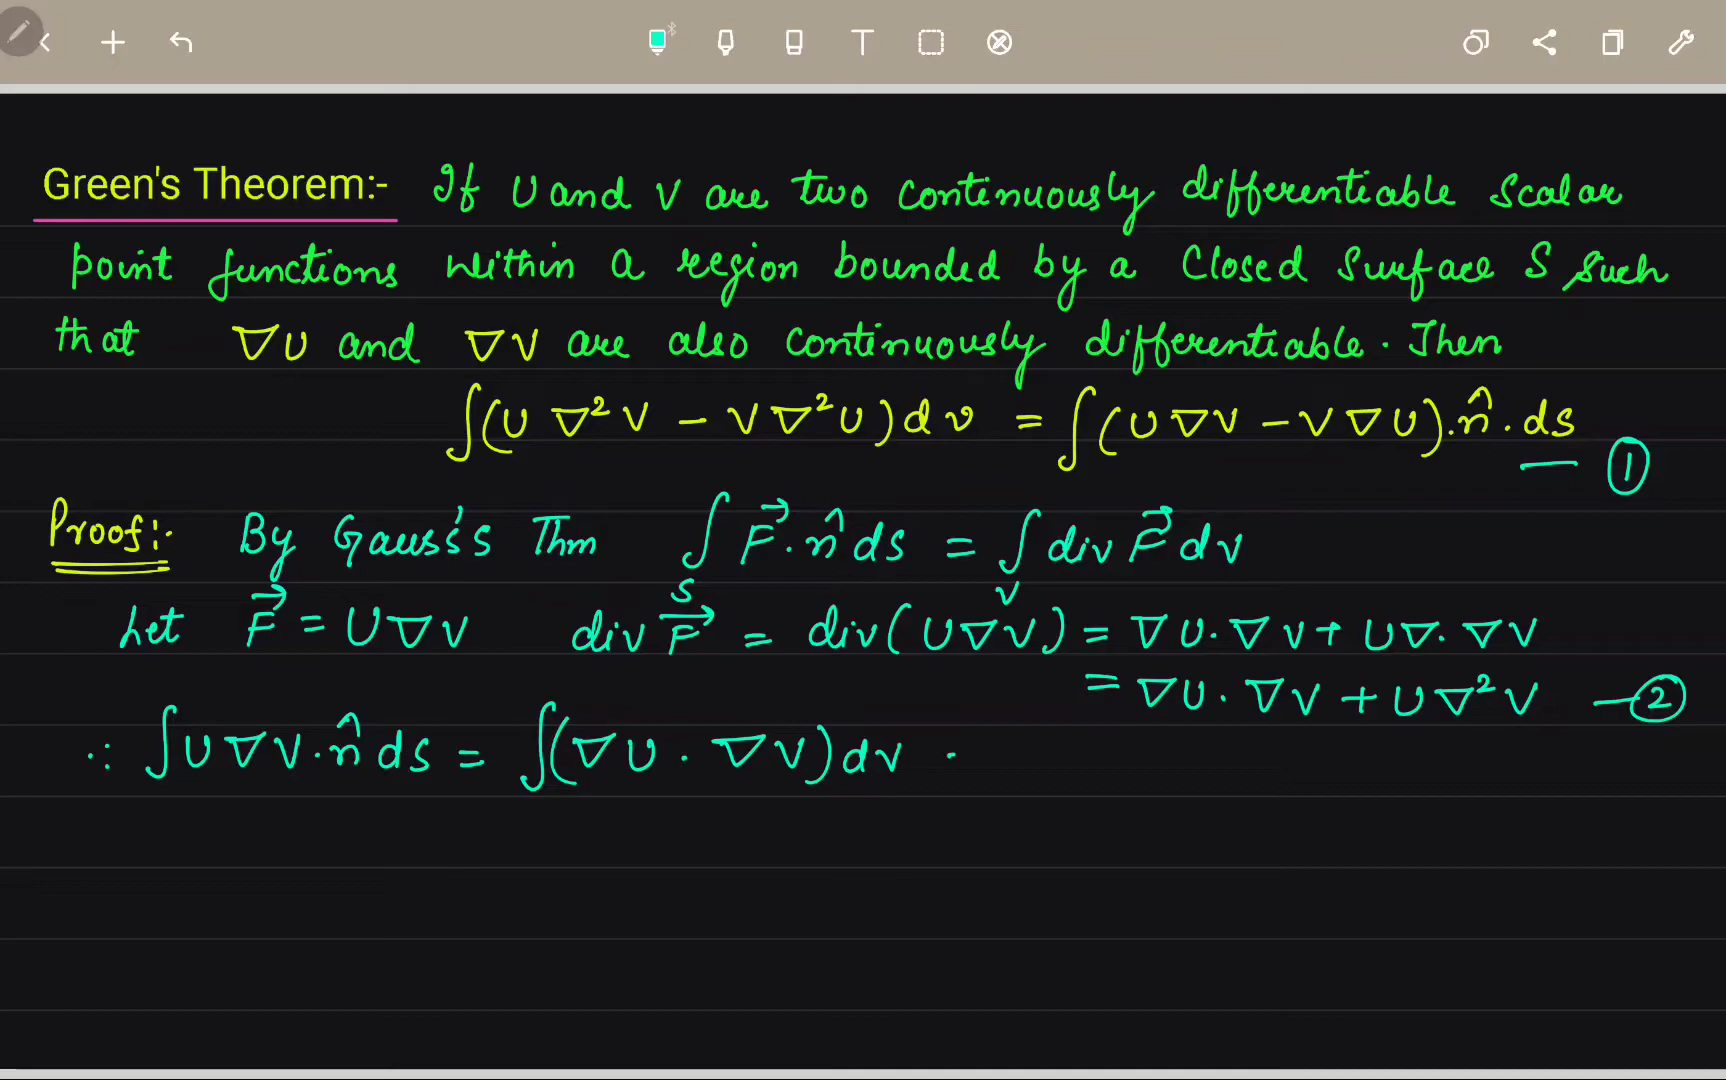 Green's Theorem:- If U and V are two continuously differentiable scalar
point functions within a region bounded by a closed surface S such
that ∇U and ∇V are also continuously differentiable. Then
∫(U ∇²V − V ∇²U) dv = ∫(U ∇V − V ∇U).n̂ . ds — ①
Proof:- By Gauss's Thm ∫_S F⃗ . n̂ ds = ∫_V div F⃗ dv
Let F⃗ = U∇V div F⃗ = div(U∇V) = ∇U. ∇V + U∇. ∇V
= ∇U . ∇V + U∇²V — ②
∴ ∫U∇V . n̂ ds = ∫(∇U . ∇V) dv -